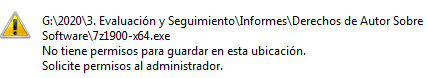 G:\2020\3. Evaluación y Seguimiento\Informes\Derechos de Autor Sobre
Software\7z1900-x64.exe
No tiene permisos para guardar en esta ubicación.
Solicite permisos al administrador.